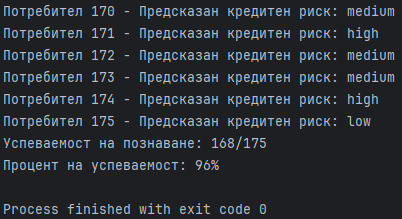 Потребител 170 - Предсказан кредитен риск: medium
Потребител 171 - Предсказан кредитен риск: high
Потребител 172 - Предсказан кредитен риск: medium
Потребител 173 - Предсказан кредитен риск: medium
Потребител 174 - Предсказан кредитен риск: high
Потребител 175 - Предсказан кредитен риск: low
Успеваемост на познаване: 168/175
Процент на успеваемост: 96%
Process finished with exit code 0